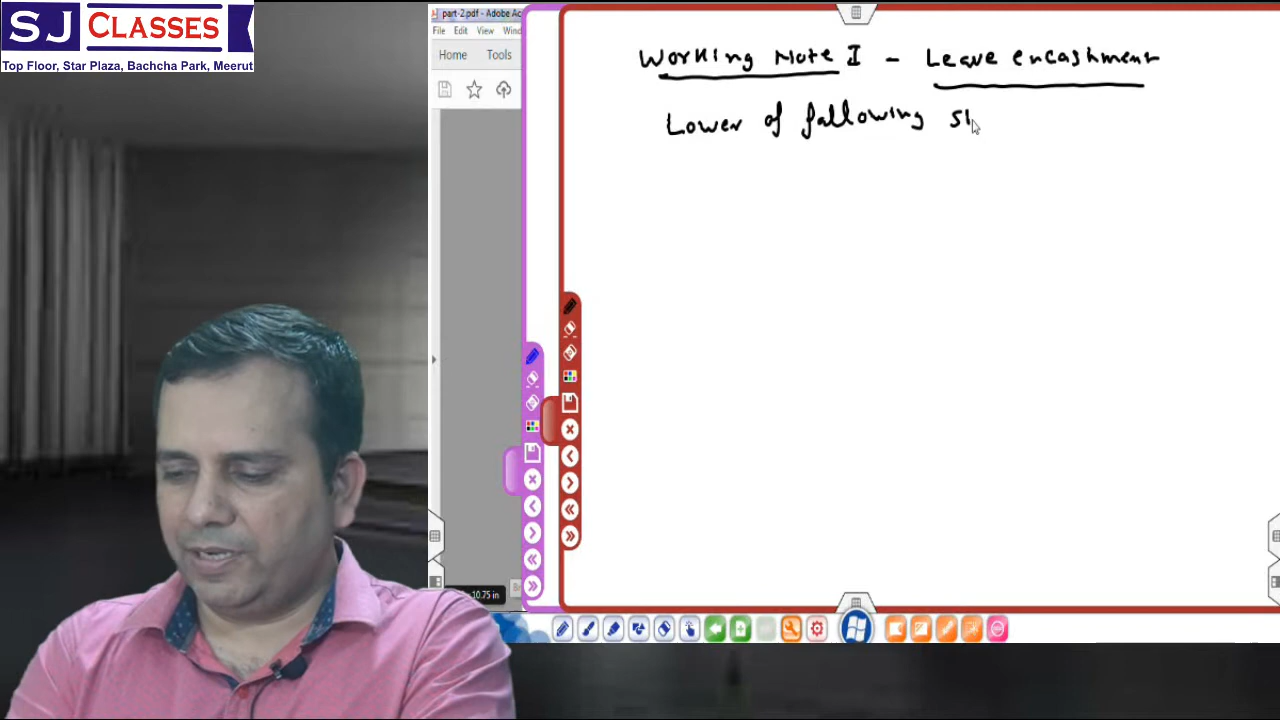 SJ CLASSES
Top Floor, Star Plaza, Bachcha Park, Meerut
part-2.pdf - Adobe Ac
File Edit View Wind
Home Tools
Working Note I - Leave encashment
Lower of following
10.75 in